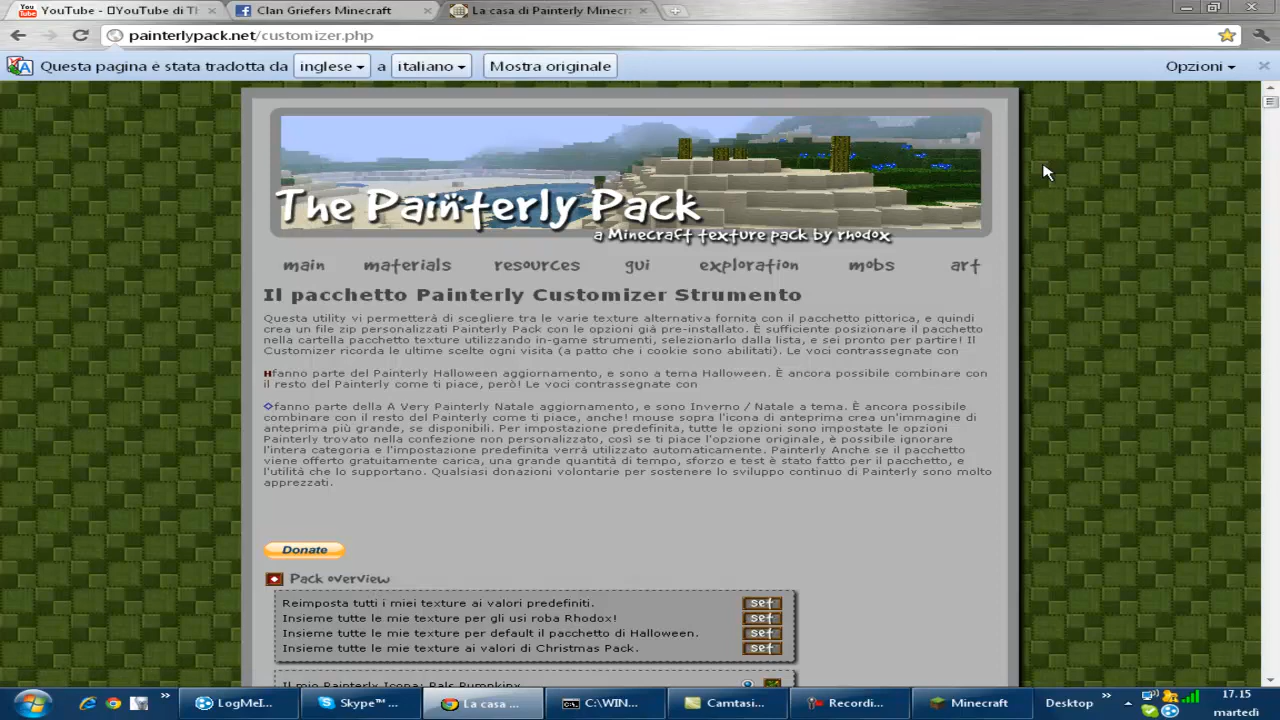 YouTube - YouTube di Th
Clan Griefers Minecraft
La casa di Painterly Minecr
painterlypack.net/customizer.php
Questa pagina è stata tradotta da inglese a italiano Mostra originale Opzioni
The Painterly Pack
a Minecraft texture pack by rhodox
main materials resources gui exploration mobs art
Il pacchetto Painterly Customizer Strumento
Questa utility vi permetterà di scegliere tra le varie texture alternativa fornita con il pacchetto pittorica, e quindi
crea un file zip personalizzati Painterly Pack con le opzioni già pre-installato. È sufficiente posizionare il pacchetto
nella cartella pacchetto texture utilizzando in-game strumenti, selezionarlo dalla lista, e sei pronto per partire! Il
Customizer ricorda le ultime scelte ogni visita (a patto che i cookie sono abilitati). Le voci contrassegnate con
Hfanno parte del Painterly Halloween aggiornamento, e sono a tema Halloween. È ancora possibile combinare con
il resto del Painterly come ti piace, però! Le voci contrassegnate con
fanno parte della A Very Painterly Natale aggiornamento, e sono Inverno / Natale a tema. È ancora possibile
combinare con il resto del Painterly come ti piace, anche! mouse sopra l'icona di anteprima crea un'immagine di
anteprima più grande, se disponibili. Per impostazione predefinita, tutte le opzioni sono impostate le opzioni
Painterly trovato nella confezione non personalizzato, così se ti piace l'opzione originale, è possibile ignorare
l'intera categoria e l'impostazione predefinita verrà utilizzato automaticamente. Painterly Anche se il pacchetto
viene offerto gratuitamente carica, una grande quantità di tempo, sforzo e test è stato fatto per il pacchetto, e
l'utilità che lo supportano. Qualsiasi donazioni volontarie per sostenere lo sviluppo continuo di Painterly sono molto
apprezzati.
Donate
Pack overview
Reimposta tutti i miei texture ai valori predefiniti. set
Insieme tutte le mie texture per gli usi roba Rhodox! set
Insieme tutte le mie texture per default il pacchetto di Halloween. set
Insieme tutte le mie texture ai valori di Christmas Pack. set
Il mio Painterly Icona: Pals Pumpkiny
LogMeI... Skype™ ... La casa ... C:\WIN... Camtasi... Recordi... Minecraft Desktop
17.15
martedì